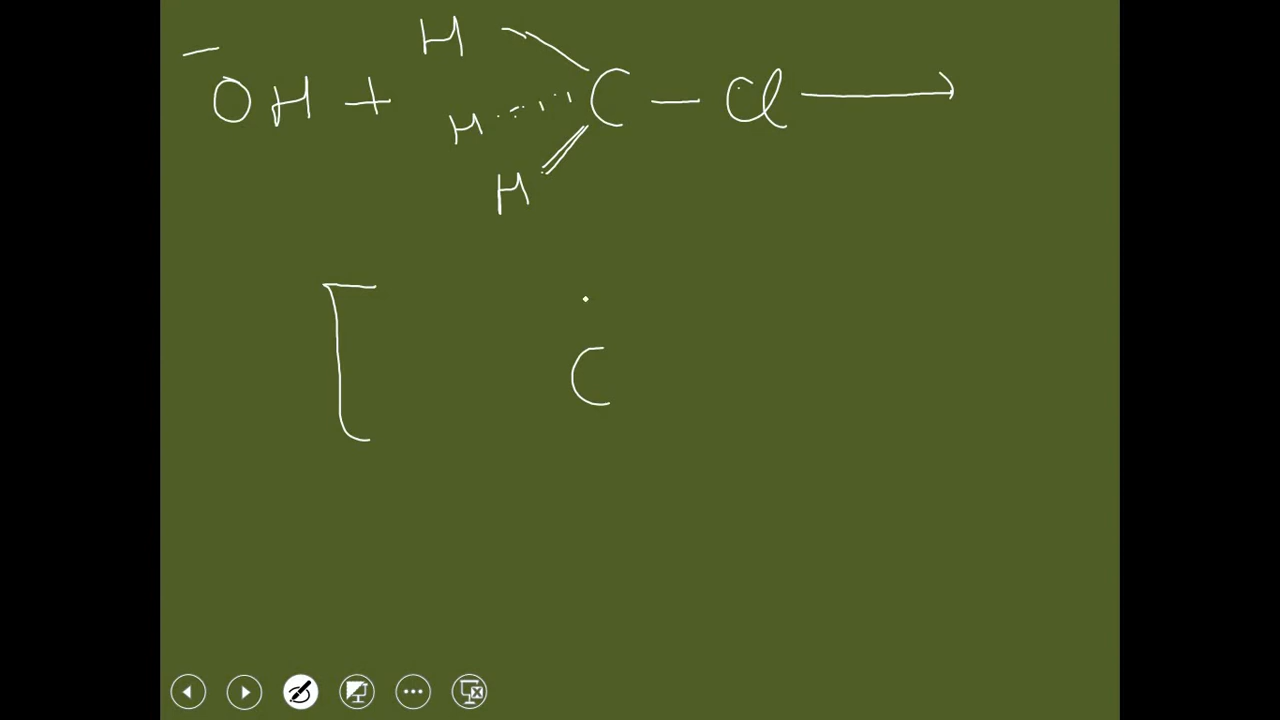 ⁻OH + H C – Cl ⟶
H
H
[ C